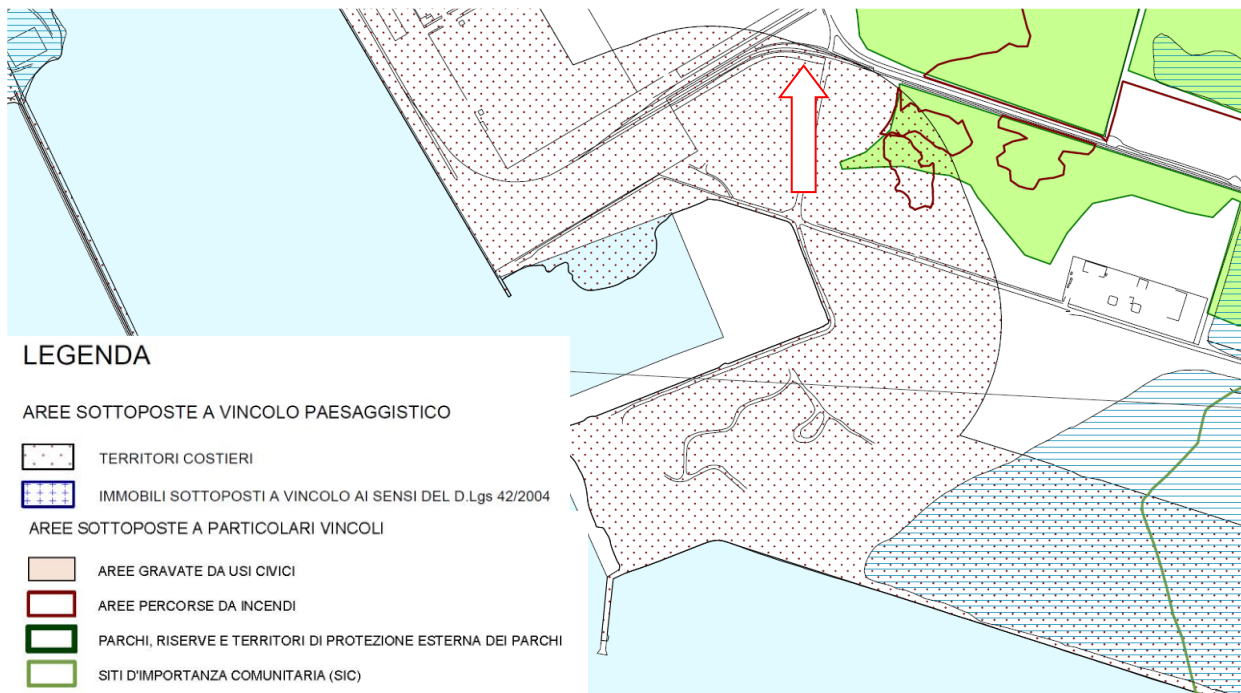 LEGENDA
AREE SOTTOPOSTE A VINCOLO PAESAGGISTICO
TERRITORI COSTIERI
IMMOBILI SOTTOPOSTI A VINCOLO AI SENSI DEL D.Lgs 42/2004
AREE SOTTOPOSTE A PARTICOLARI VINCOLI
AREE GRAVATE DA USI CIVICI
AREE PERCORSE DA INCENDI
PARCHI, RISERVE E TERRITORI DI PROTEZIONE ESTERNA DEI PARCHI
SITI D'IMPORTANZA COMUNITARIA (SIC)